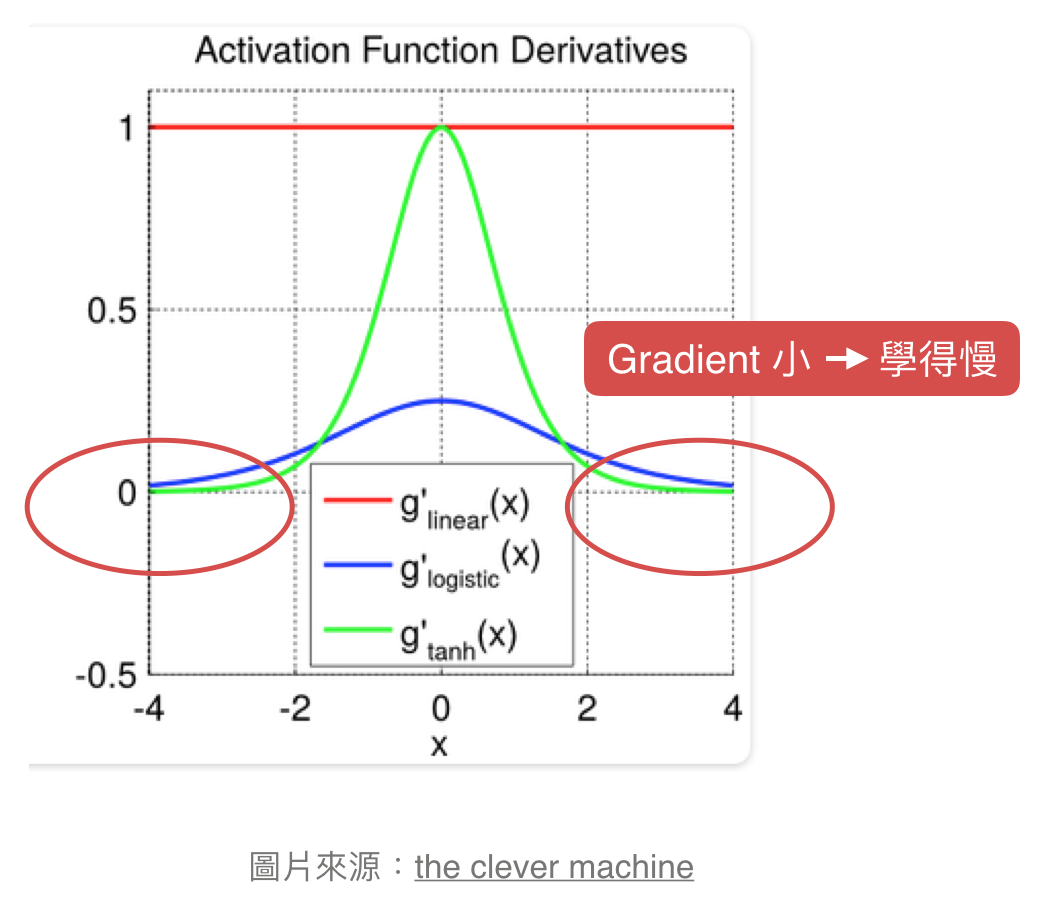 Activation Function Derivatives
1
0.5
0
-0.5
-4 -2 0 2 4
x
g'linear(x)
g'logistic(x)
g'tanh(x)
Gradient 小 ➞ 學得慢
圖片來源：the clever machine